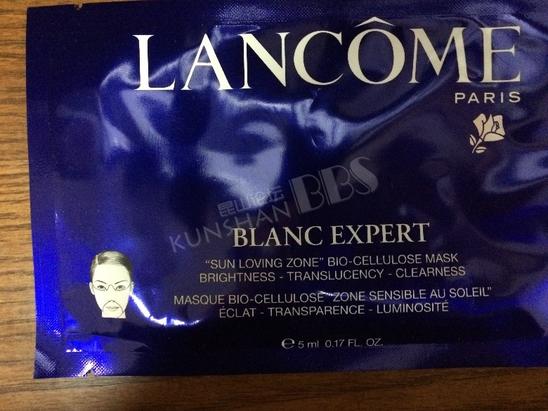 LANCÔME
PARIS
昆山论坛
KUNSHAN BBS
BLANC EXPERT
"SUN LOVING ZONE" BIO-CELLULOSE MASK
BRIGHTNESS - TRANSLUCENCY - CLEARNESS
MASQUE BIO-CELLULOSE "ZONE SENSIBLE AU SOLEIL"
ÉCLAT - TRANSPARENCE - LUMINOSITÉ
℮ 5 ml 0.17 FL. OZ.